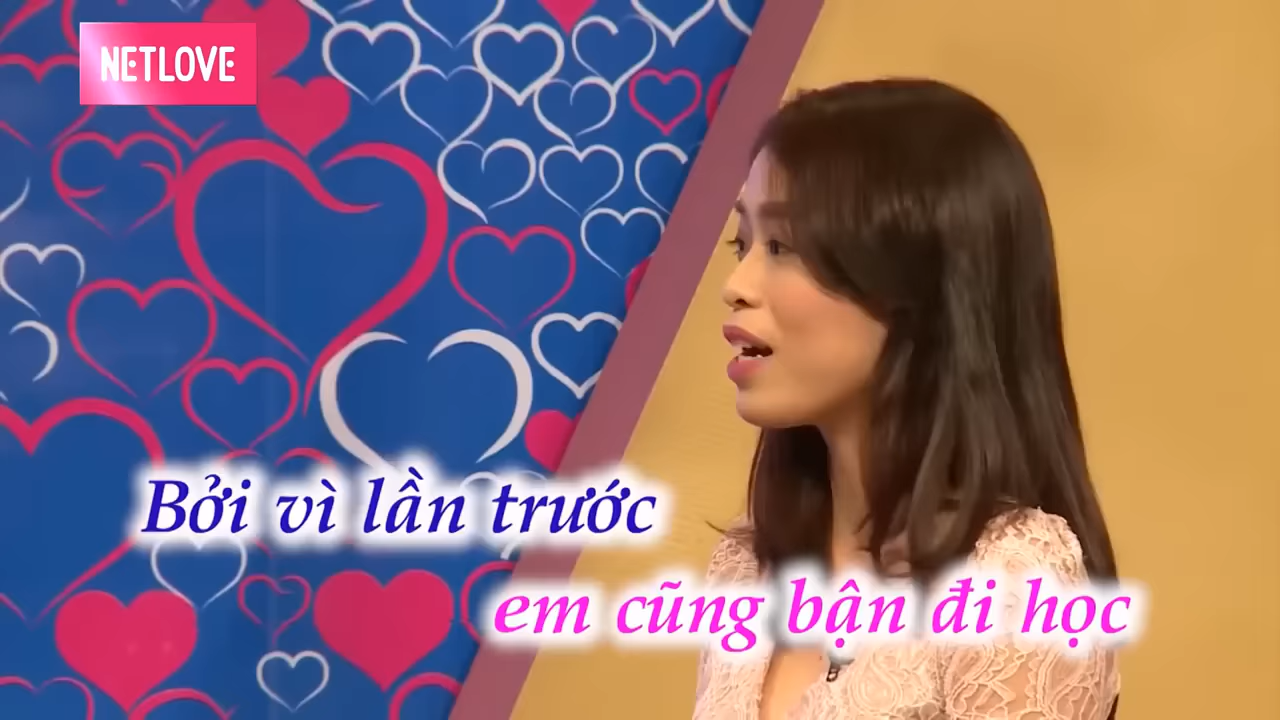 NETLOVE
Bởi vì lần trước
em cũng bận đi học